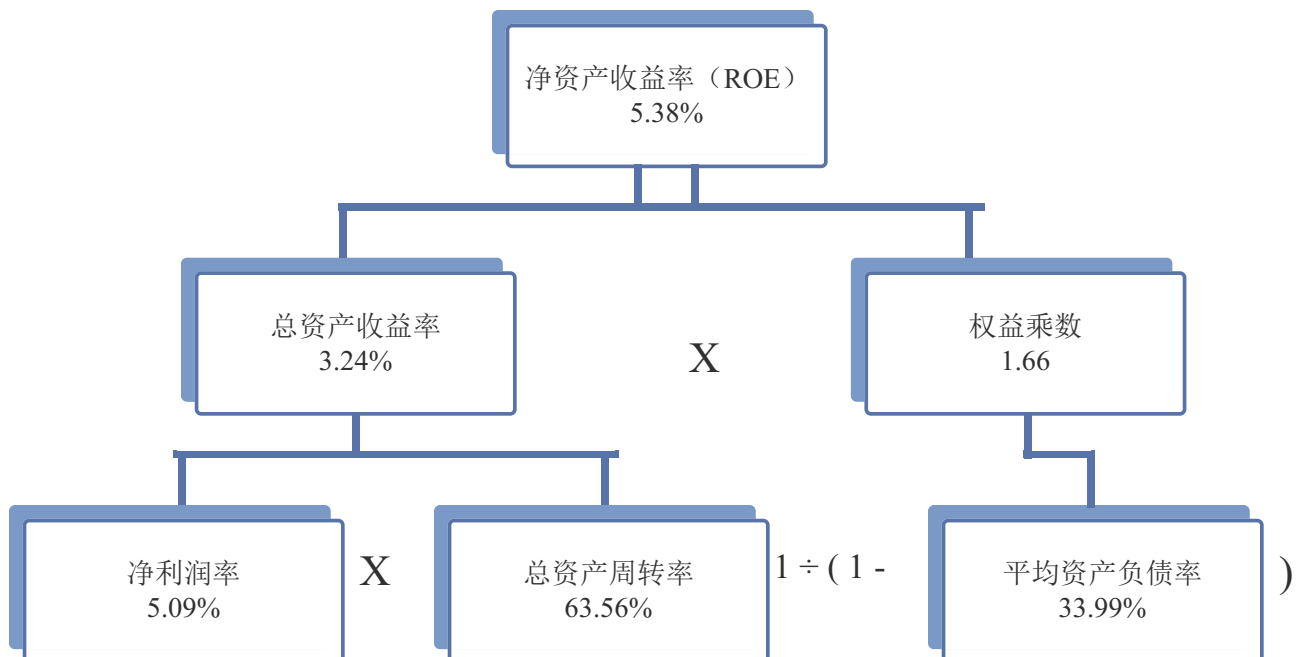 净资产收益率（ROE）
5.38%
总资产收益率
3.24%
X
权益乘数
1.66
净利润率
5.09%
X
总资产周转率
63.56%
1 ÷ ( 1 -
平均资产负债率
33.99%
)